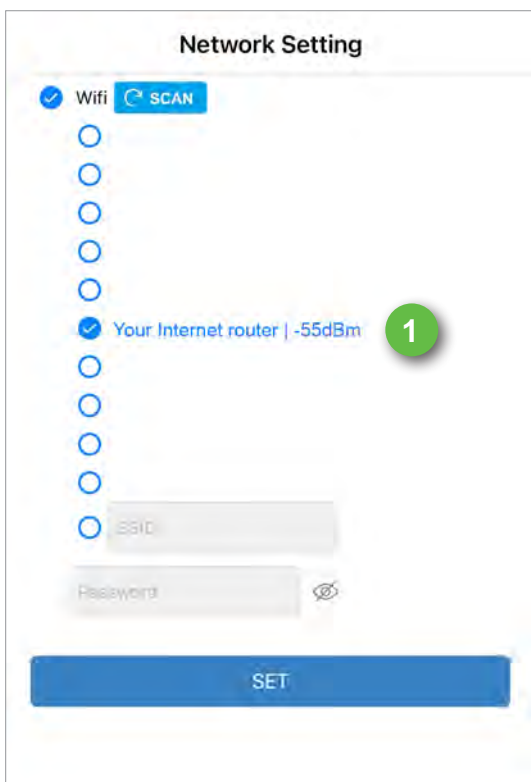 Network Setting
Wifi SCAN
Your Internet router | -55dBm 1
SSID
Password
SET